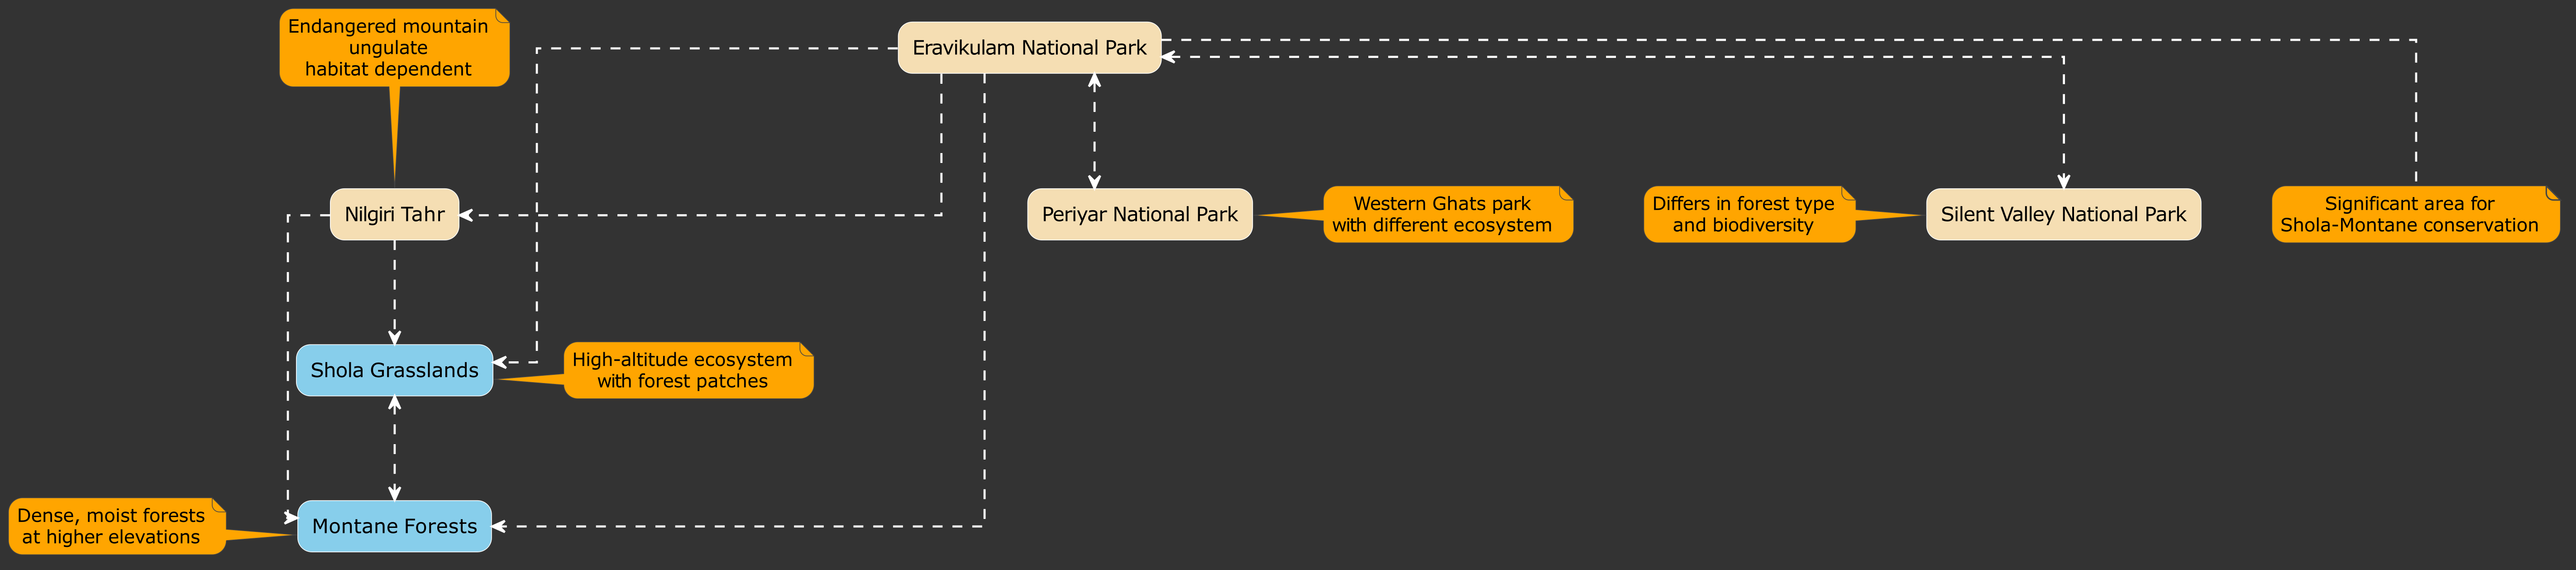 Endangered mountain
ungulate
habitat dependent
Eravikulam National Park
Nilgiri Tahr
Periyar National Park
Western Ghats park
with different ecosystem
Differs in forest type
and biodiversity
Silent Valley National Park
Significant area for
Shola-Montane conservation
Shola Grasslands
High-altitude ecosystem
with forest patches
Dense, moist forests
at higher elevations
Montane Forests